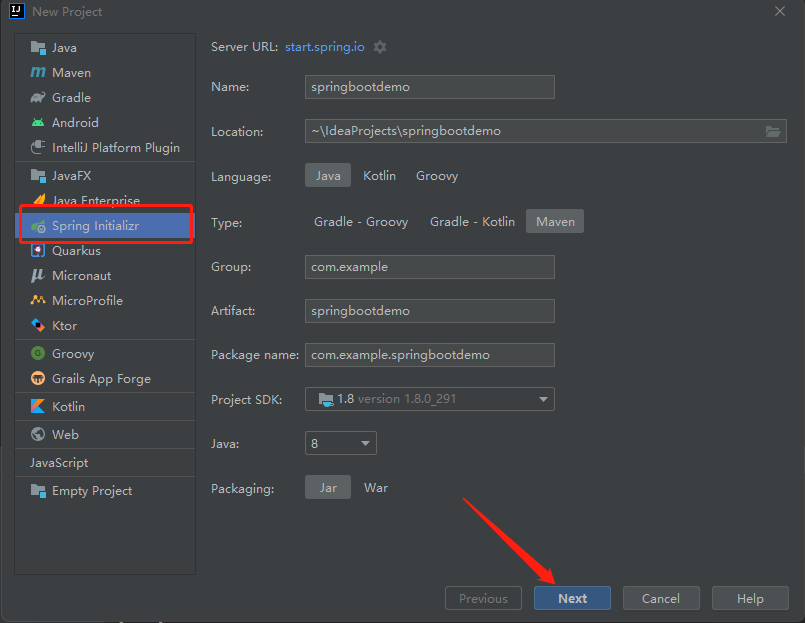 New Project
Java
Maven
Gradle
Android
IntelliJ Platform Plugin
JavaFX
Java Enterprise
Spring Initializr
Quarkus
Micronaut
MicroProfile
Ktor
Groovy
Grails App Forge
Kotlin
Web
JavaScript
Empty Project
Server URL: start.spring.io
Name: springbootdemo
Location: ~\IdeaProjects\springbootdemo
Language: Java Kotlin Groovy
Type: Gradle - Groovy Gradle - Kotlin Maven
Group: com.example
Artifact: springbootdemo
Package name: com.example.springbootdemo
Project SDK: 1.8 version 1.8.0_291
Java: 8
Packaging: Jar War
Previous Next Cancel Help